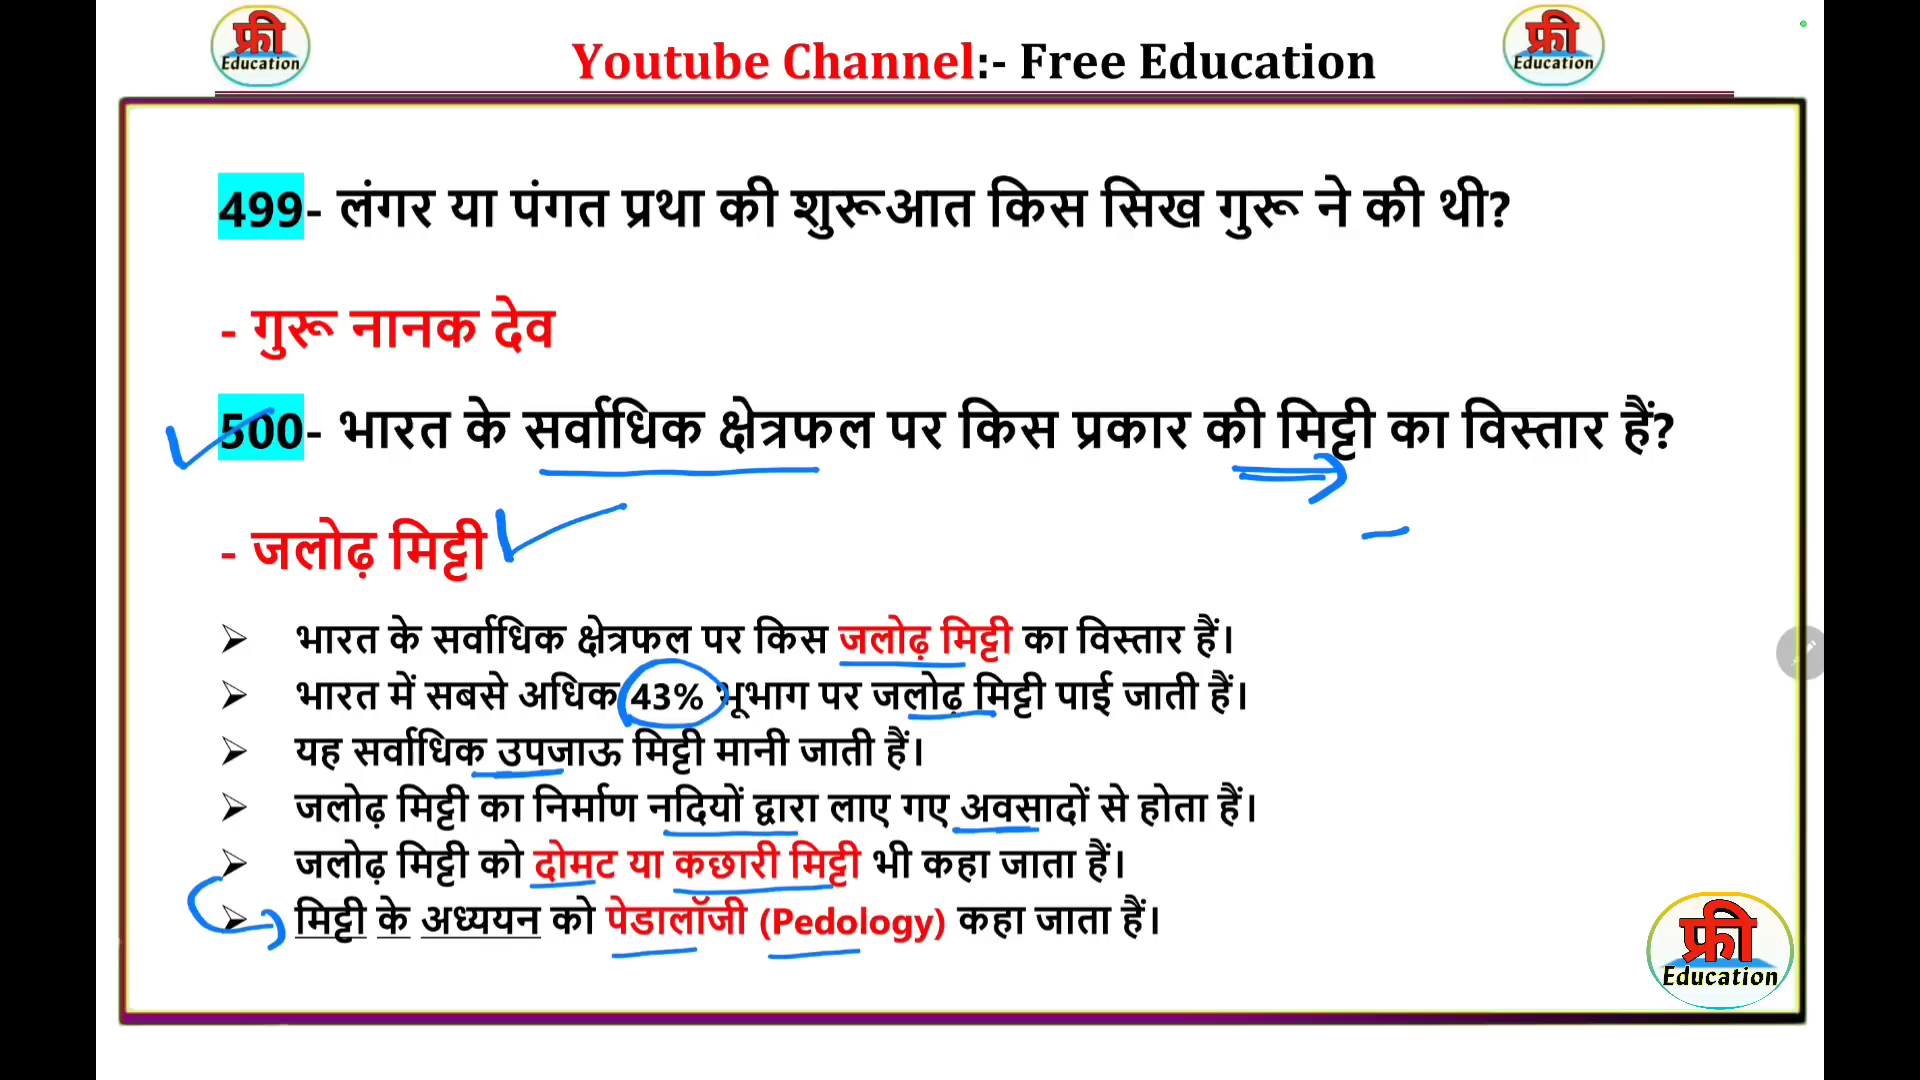 फ्री
Education
Youtube Channel:- Free Education
फ्री
Education
499- लंगर या पंगत प्रथा की शुरूआत किस सिख गुरू ने की थी?
- गुरू नानक देव
500- भारत के सर्वाधिक क्षेत्रफल पर किस प्रकार की मिट्टी का विस्तार हैं?
- जलोढ़ मिट्टी
➢ भारत के सर्वाधिक क्षेत्रफल पर किस जलोढ़ मिट्टी का विस्तार हैं।
➢ भारत में सबसे अधिक 43% भूभाग पर जलोढ़ मिट्टी पाई जाती हैं।
➢ यह सर्वाधिक उपजाऊ मिट्टी मानी जाती हैं।
➢ जलोढ़ मिट्टी का निर्माण नदियों द्वारा लाए गए अवसादों से होता हैं।
➢ जलोढ़ मिट्टी को दोमट या कछारी मिट्टी भी कहा जाता हैं।
➢ मिट्टी के अध्ययन को पेडालॉजी (Pedology) कहा जाता हैं।
फ्री
Education